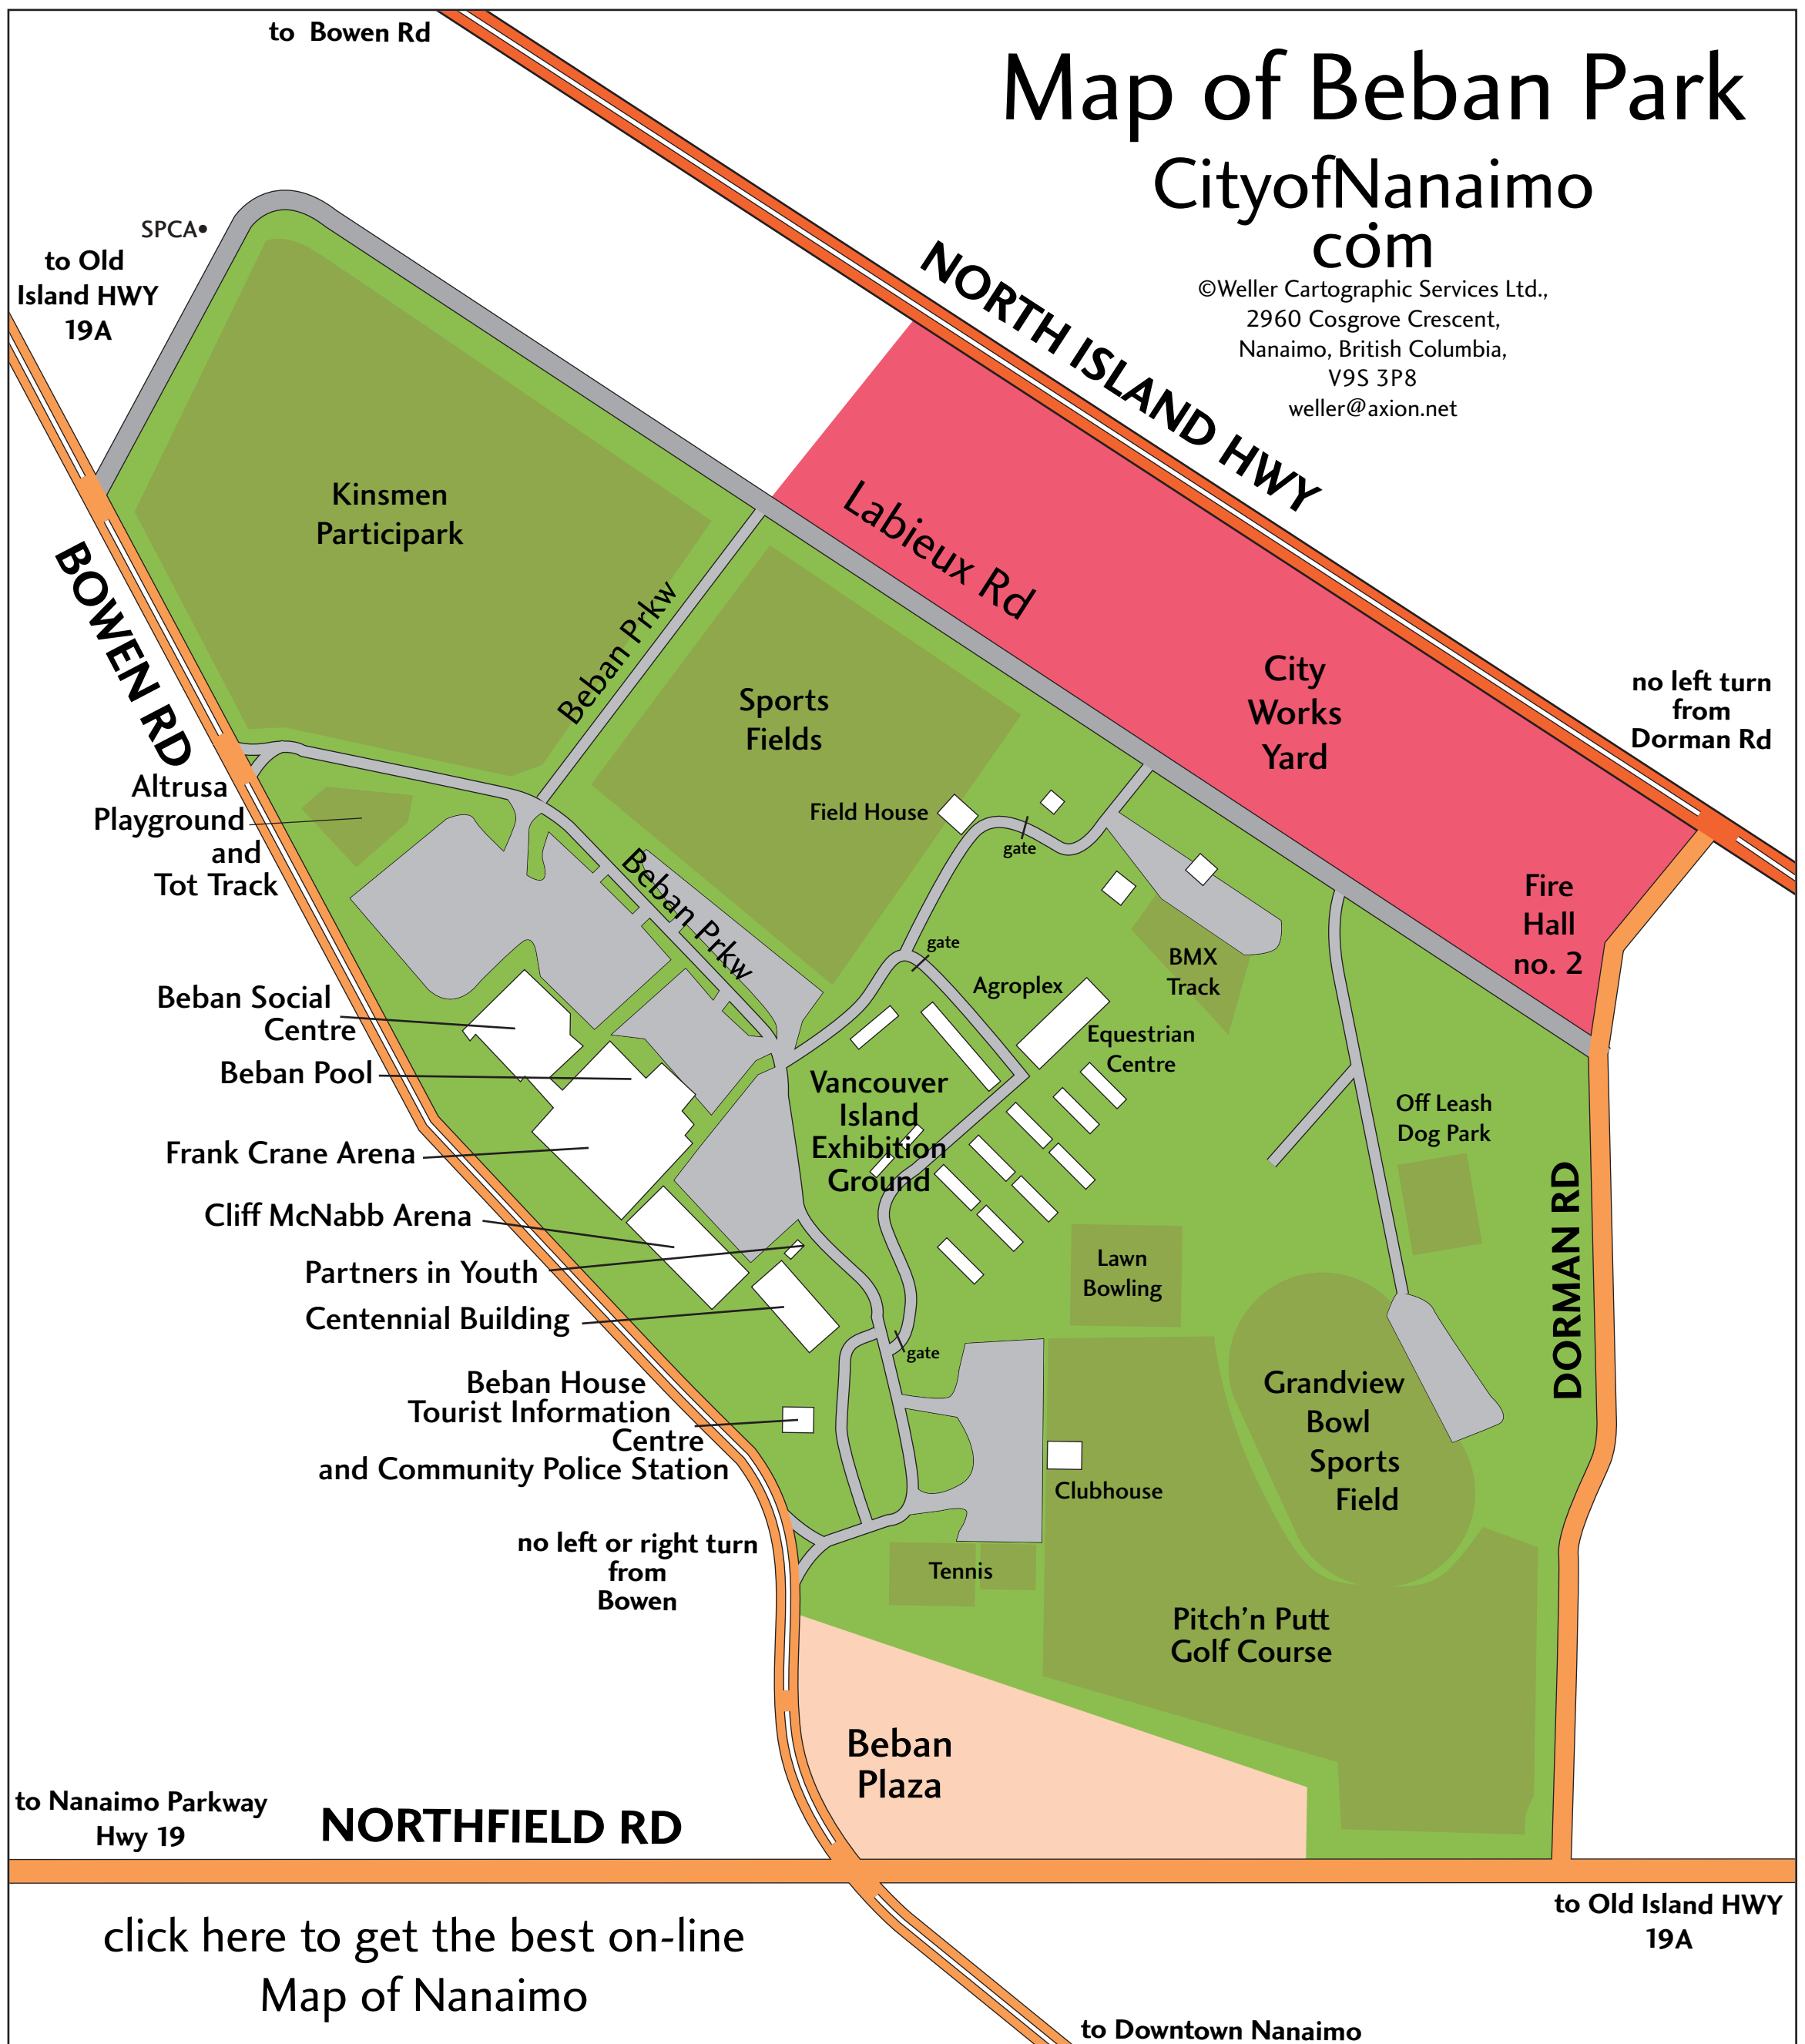 to Bowen Rd
Map of Beban Park
CityofNanaimo
.
com
©Weller Cartographic Services Ltd.,
2960 Cosgrove Crescent,
Nanaimo, British Columbia,
V9S 3P8
weller@axion.net
SPCA
to Old
Island HWY
19A
NORTH ISLAND HWY
Kinsmen
Participark
Labieux Rd
BOWEN RD
Beban Prkw
Sports
Fields
City
Works
Yard
no left turn
from
Dorman Rd
Altrusa
Playground
and
Tot Track
Field House
gate
Beban Prkw
Fire
Hall
no. 2
gate
BMX
Track
Agroplex
Beban Social
Centre
Equestrian
Centre
Beban Pool
Vancouver
Island
Exhibition
Ground
Off Leash
Dog Park
Frank Crane Arena
Cliff McNabb Arena
Partners in Youth
Centennial Building
Lawn
Bowling
DORMAN RD
gate
Beban House
Tourist Information
Centre
and Community Police Station
Grandview
Bowl
Sports
Field
Clubhouse
no left or right turn
from
Bowen
Tennis
Pitch'n Putt
Golf Course
Beban
Plaza
to Nanaimo Parkway
Hwy 19
NORTHFIELD RD
to Old Island HWY
19A
click here to get the best on-line
Map of Nanaimo
to Downtown Nanaimo